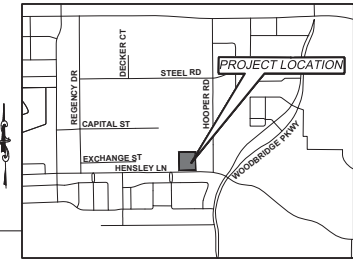 DECKER CT
STEEL RD
PROJECT LOCATION
REGENCY DR
HOOPER RD
CAPITAL ST
EXCHANGE ST
HENSLEY LN
WOODBRIDGE PKWY